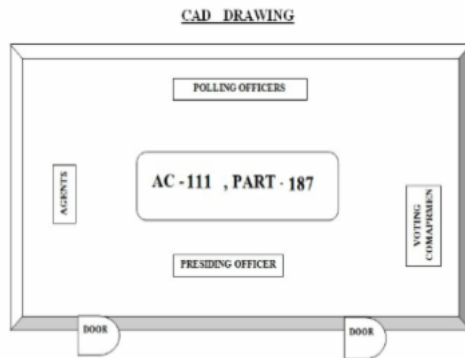 CAD DRAWING
POLLING OFFICERS
AGENTS
AC -111 , PART - 187
VOTING
COMAPRMEN
PRESIDING OFFICER
DOOR
DOOR